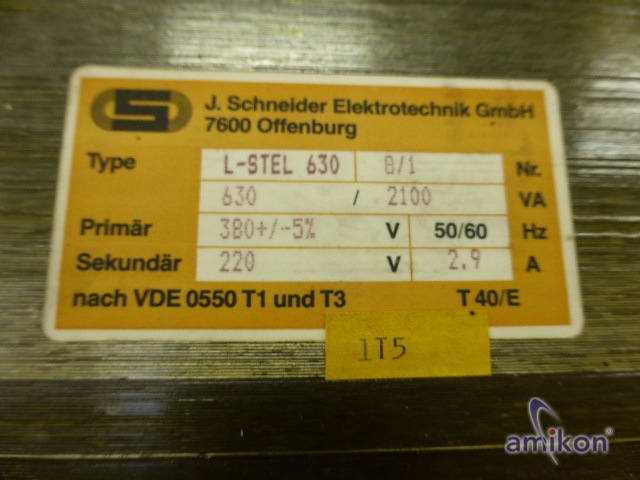 J. Schneider Elektrotechnik GmbH
7600 Offenburg
Type L-STEL 630 8/1 Nr.
630 / 2100 VA
Primär 380+/-5% V 50/60 Hz
Sekundär 220 V 2.9 A
nach VDE 0550 T1 und T3 T 40/E
1T5
amikon®